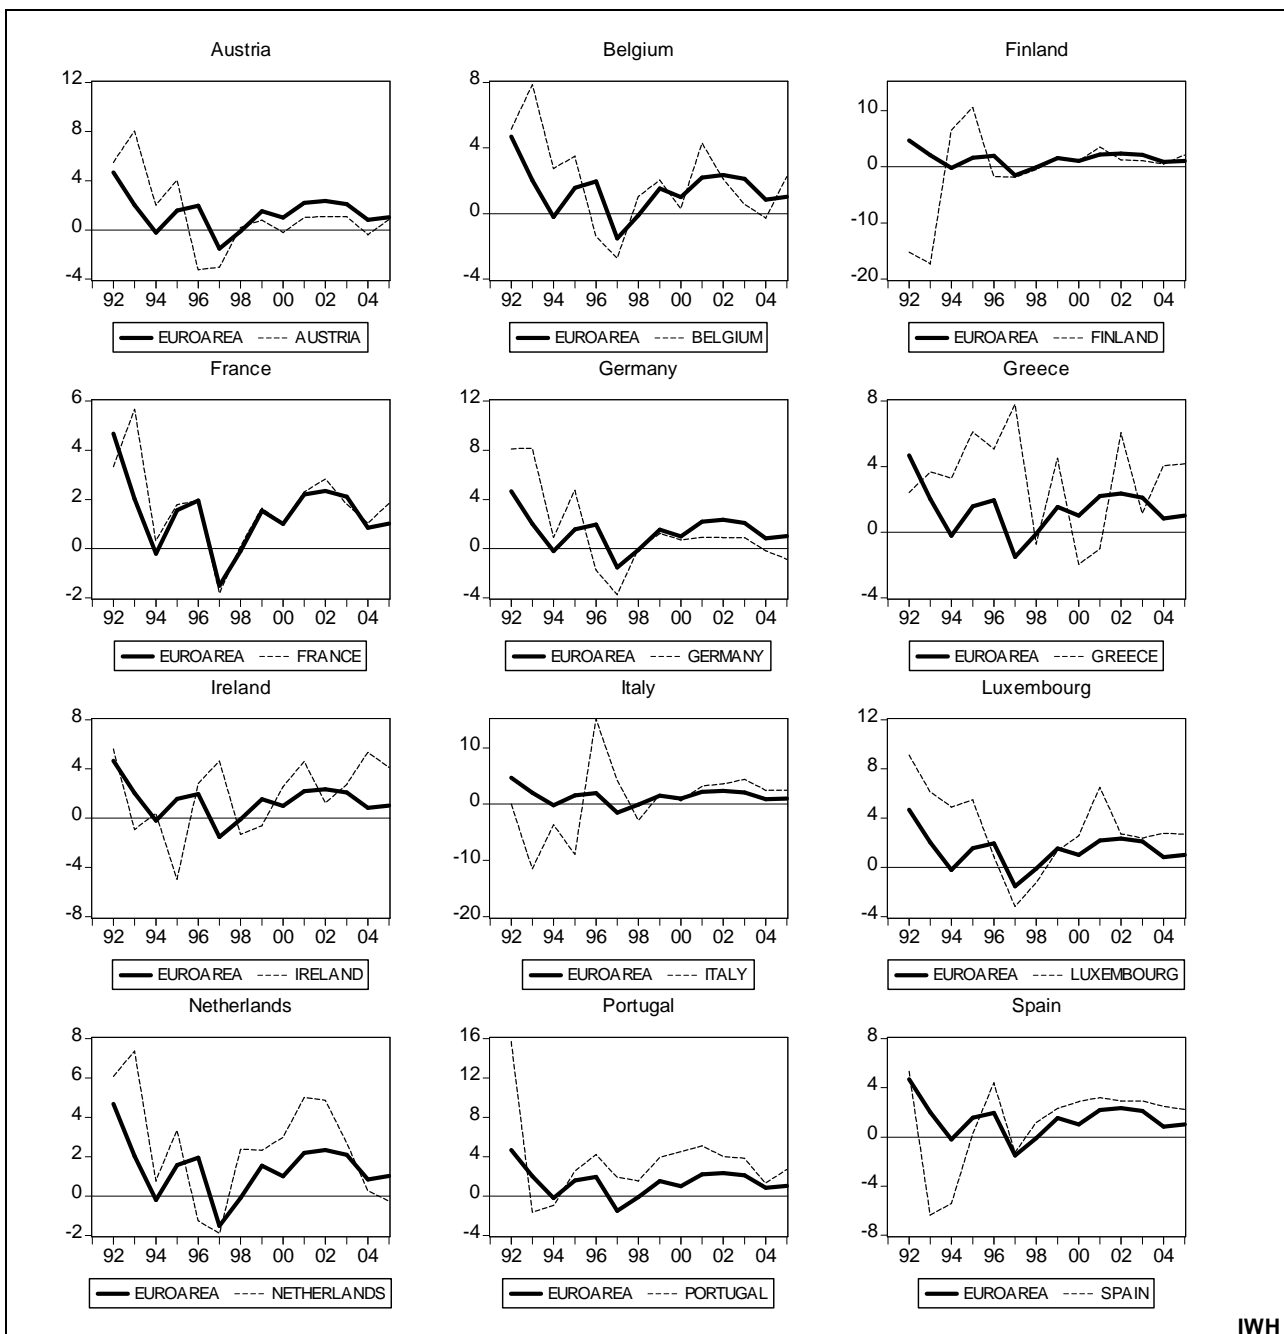 Austria Belgium Finland
12
8
4
0
-4
92 94 96 98 00 02 04
EUROAREA AUSTRIA
8
4
0
-4
92 94 96 98 00 02 04
EUROAREA BELGIUM
10
0
-10
-20
92 94 96 98 00 02 04
EUROAREA FINLAND
France Germany Greece
6
4
2
0
-2
92 94 96 98 00 02 04
EUROAREA FRANCE
12
8
4
0
-4
92 94 96 98 00 02 04
EUROAREA GERMANY
8
4
0
-4
92 94 96 98 00 02 04
EUROAREA GREECE
Ireland Italy Luxembourg
8
4
0
-4
-8
92 94 96 98 00 02 04
EUROAREA IRELAND
10
0
-10
-20
92 94 96 98 00 02 04
EUROAREA ITALY
12
8
4
0
-4
92 94 96 98 00 02 04
EUROAREA LUXEMBOURG
Netherlands Portugal Spain
8
6
4
2
0
-2
92 94 96 98 00 02 04
EUROAREA NETHERLANDS
16
12
8
4
0
-4
92 94 96 98 00 02 04
EUROAREA PORTUGAL
8
4
0
-4
-8
92 94 96 98 00 02 04
EUROAREA SPAIN
IWH